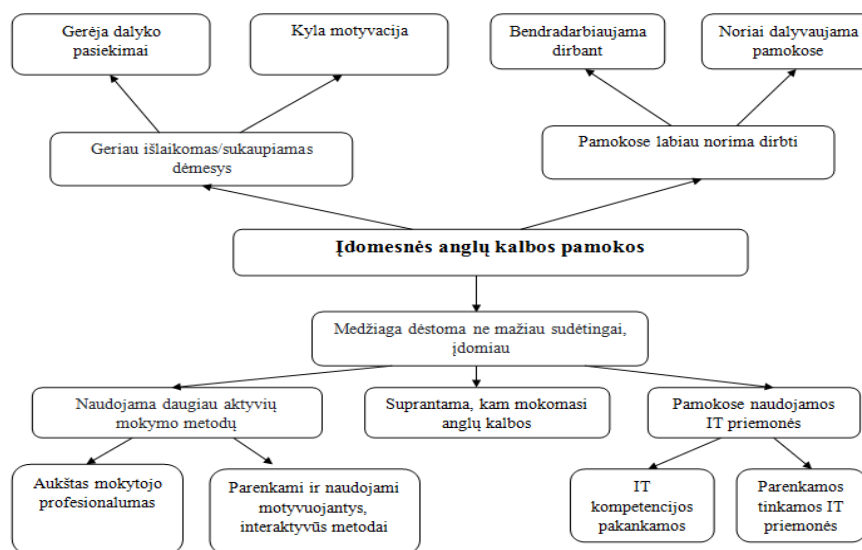 Gerėja dalyko
pasiekimai
Kyla motyvacija
Bendradarbiaujama
dirbant
Noriai dalyvaujama
pamokose
Geriau išlaikomas/sukaupiamas
dėmesys
Pamokose labiau norima dirbti
Įdomesnės anglų kalbos pamokos
Medžiaga dėstoma ne mažiau sudėtingai,
įdomiau
Naudojama daugiau aktyvių
mokymo metodų
Suprantama, kam mokomasi
anglų kalbos
Pamokose naudojamos
IT priemonės
Aukštas mokytojo
profesionalumas
Parenkami ir naudojami
motyvuojantys,
interaktyvūs metodai
IT
kompetencijos
pakankamos
Parenkamos
tinkamos IT
priemonės